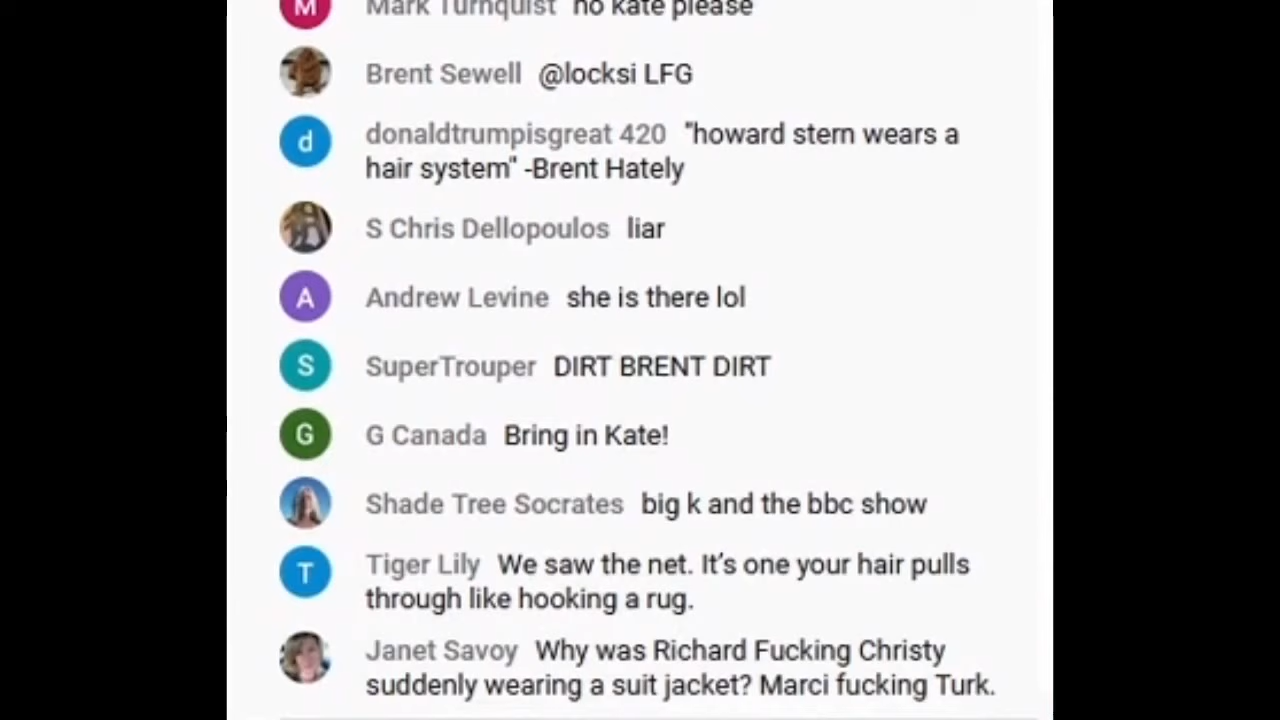 M
Mark Turnquist no kate please
Brent Sewell @locksi LFG
d
donaldtrumpisgreat 420 "howard stern wears a
hair system" -Brent Hately
S Chris Dellopoulos liar
A
Andrew Levine she is there lol
S
SuperTrouper DIRT BRENT DIRT
G
G Canada Bring in Kate!
Shade Tree Socrates big k and the bbc show
T
Tiger Lily We saw the net. It's one your hair pulls
through like hooking a rug.
Janet Savoy Why was Richard Fucking Christy
suddenly wearing a suit jacket? Marci fucking Turk.